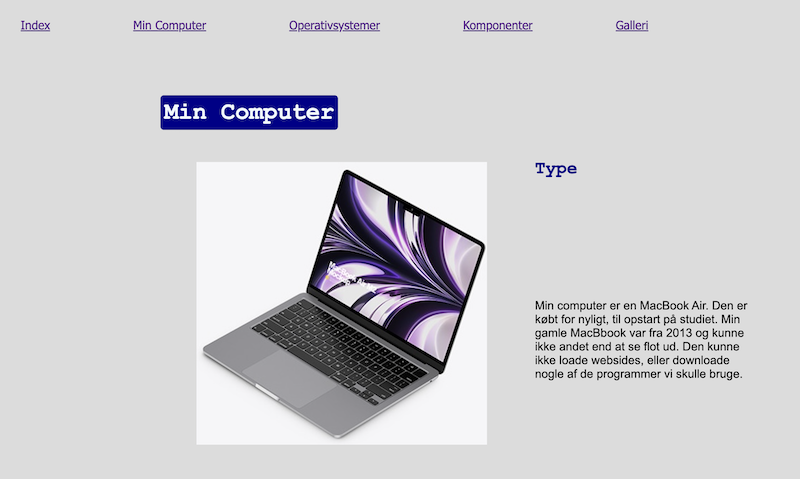 Index Min Computer Operativsystemer Komponenter Galleri
Min Computer
Type
Min computer er en MacBook Air. Den er
købt for nyligt, til opstart på studiet. Min
gamle MacBbook var fra 2013 og kunne
ikke andet end at se flot ud. Den kunne
ikke loade websides, eller downloade
nogle af de programmer vi skulle bruge.